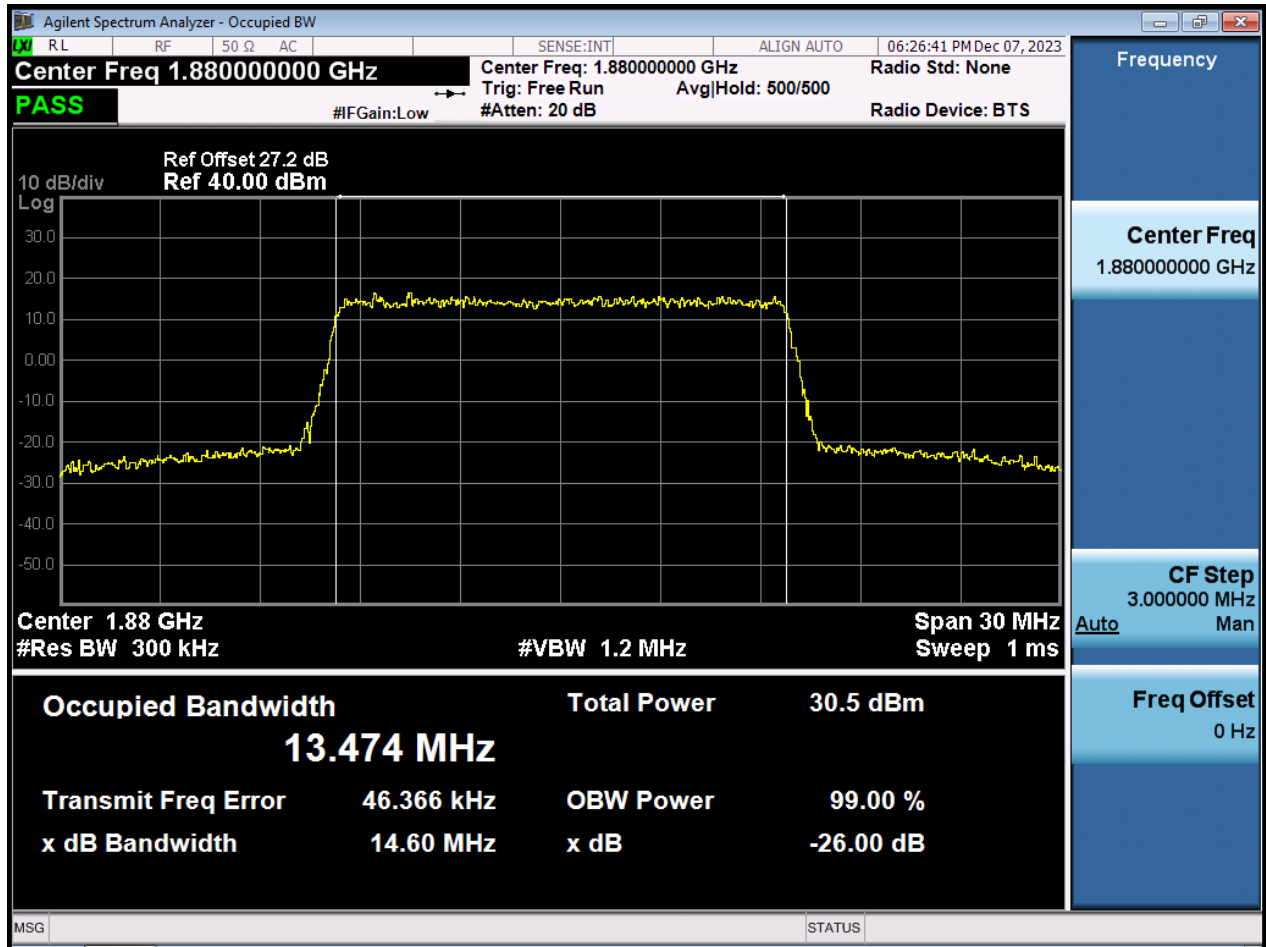 Agilent Spectrum Analyzer - Occupied BW
LXI RL RF 50 Ω AC SENSE:INT ALIGN AUTO 06:26:41 PM Dec 07, 2023
Center Freq 1.880000000 GHz
PASS
#IFGain:Low
Center Freq: 1.880000000 GHz
Trig: Free Run Avg|Hold: 500/500
#Atten: 20 dB
Radio Std: None
Radio Device: BTS
Ref Offset 27.2 dB
10 dB/div Ref 40.00 dBm
Log
30.0
20.0
10.0
0.00
-10.0
-20.0
-30.0
-40.0
-50.0
Center 1.88 GHz Span 30 MHz
#Res BW 300 kHz #VBW 1.2 MHz Sweep 1 ms
Occupied Bandwidth Total Power 30.5 dBm
13.474 MHz
Transmit Freq Error 46.366 kHz OBW Power 99.00 %
x dB Bandwidth 14.60 MHz x dB -26.00 dB
Frequency
Center Freq
1.880000000 GHz
CF Step
3.000000 MHz
Auto Man
Freq Offset
0 Hz
MSG STATUS